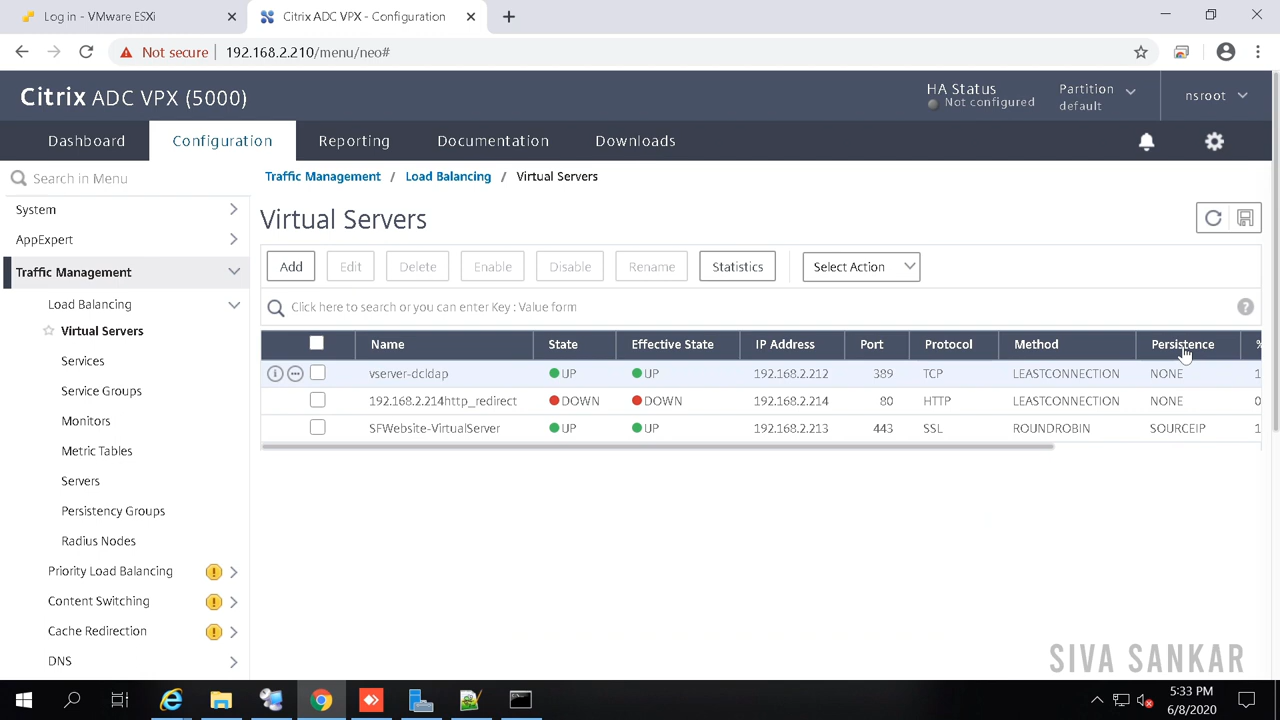 Log in - VMware ESXi
Citrix ADC VPX - Configuration
Not secure 192.168.2.210/menu/neo#
Citrix ADC VPX (5000)
HA Status
Not configured
Partition
default
nsroot
Dashboard Configuration Reporting Documentation Downloads
Search in Menu
System
AppExpert
Traffic Management
Load Balancing
Virtual Servers
Services
Service Groups
Monitors
Metric Tables
Servers
Persistency Groups
Radius Nodes
Priority Load Balancing
Content Switching
Cache Redirection
DNS
Traffic Management / Load Balancing / Virtual Servers
Virtual Servers
Add Edit Delete Enable Disable Rename Statistics Select Action
Click here to search or you can enter Key : Value form
Name State Effective State IP Address Port Protocol Method Persistence %
vserver-dcldap UP UP 192.168.2.212 389 TCP LEASTCONNECTION NONE 1
192.168.2.214http_redirect DOWN DOWN 192.168.2.214 80 HTTP LEASTCONNECTION NONE 0
SFWebsite-VirtualServer UP UP 192.168.2.213 443 SSL ROUNDROBIN SOURCEIP 1
SIVA SANKAR
5:33 PM
6/8/2020